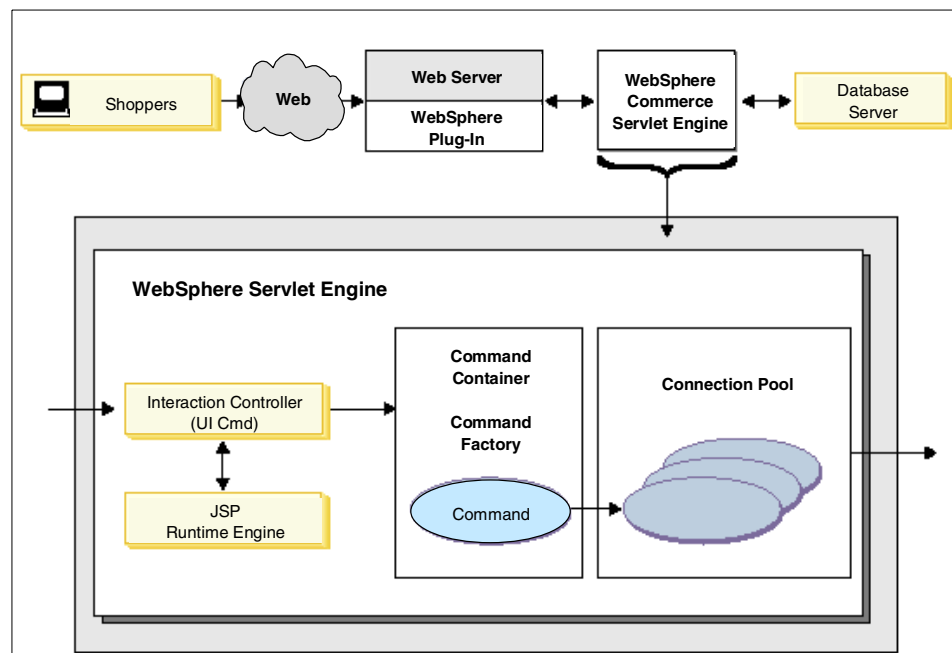 Shoppers
Web
Web Server
WebSphere
Plug-In
WebSphere
Commerce
Servlet Engine
Database
Server
WebSphere Servlet Engine
Interaction Controller
(UI Cmd)
JSP
Runtime Engine
Command
Container
Command
Factory
Command
Connection Pool